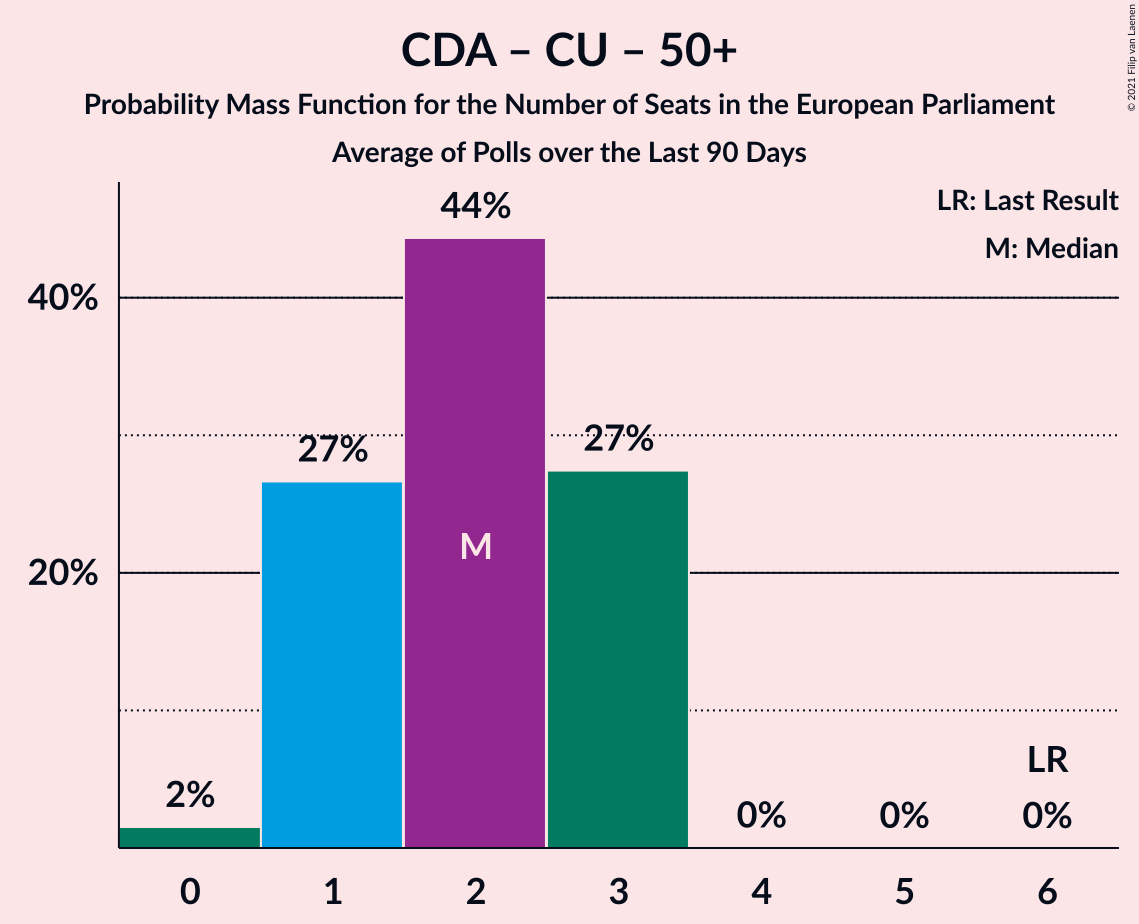 CDA – CU – 50+
Probability Mass Function for the Number of Seats in the European Parliament
Average of Polls over the Last 90 Days
© 2021 Filip van Laenen
LR: Last Result
M: Median
44%
40%
27%
27%
M
20%
LR
2%
0%
0%
0%
0
1
2
3
4
5
6